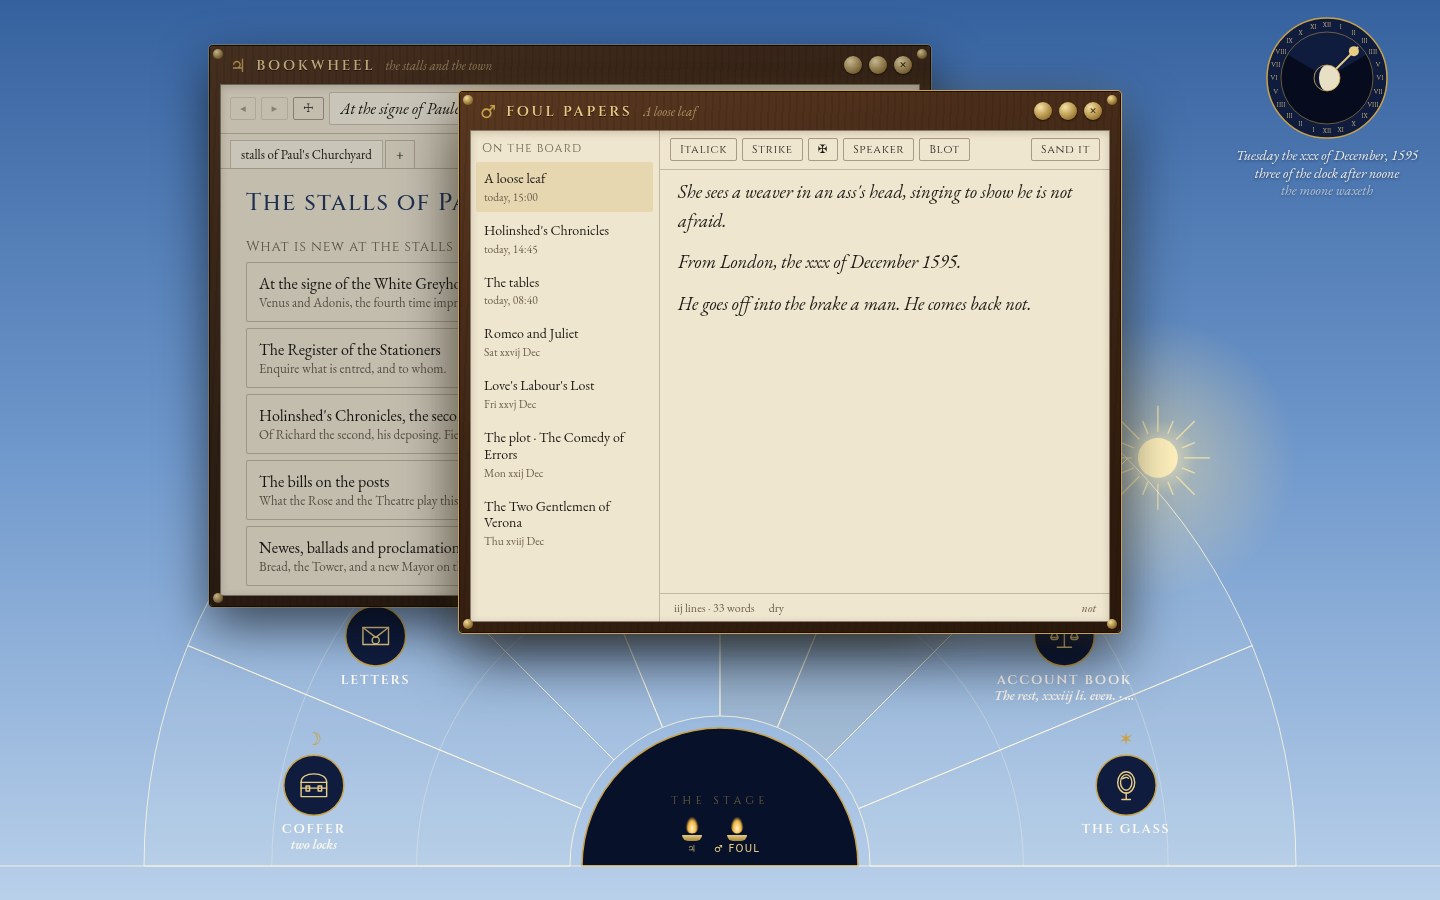 BOOKWHEEL the stalls and the town
At the signe of Paule
stalls of Paul's Churchyard +
The stalls of Pa
What is new at the stalls
At the signe of the White Greyho
Venus and Adonis, the fourth time impr
The Register of the Stationers
Enquire what is entred, and to whom.
Holinshed's Chronicles, the seco
Of Richard the second, his deposing. Fie
The bills on the posts
What the Rose and the Theatre play this
Newes, ballads and proclamation
Bread, the Tower, and a new Mayor on t
FOUL PAPERS A loose leaf
On the board
A loose leaf
today, 15:00
Holinshed's Chronicles
today, 14:45
The tables
today, 08:40
Romeo and Juliet
Sat xxvij Dec
Love's Labour's Lost
Fri xxvj Dec
The plot · The Comedy of
Errors
Mon xxij Dec
The Two Gentlemen of
Verona
Thu xviij Dec
Italick Strike ✠ Speaker Blot Sand it
She sees a weaver in an ass's head, singing to show he is not
afraid.
From London, the xxx of December 1595.
He goes off into the brake a man. He comes back not.
iij lines · 33 words dry not
Tuesday the xxx of December, 1595
three of the clock after noone
the moone waxeth
LETTERS
COFFER
two locks
THE STAGE
♃ ♂ FOUL
ACCOUNT BOOK
The rest, xxxiij li. even. · …
THE GLASS